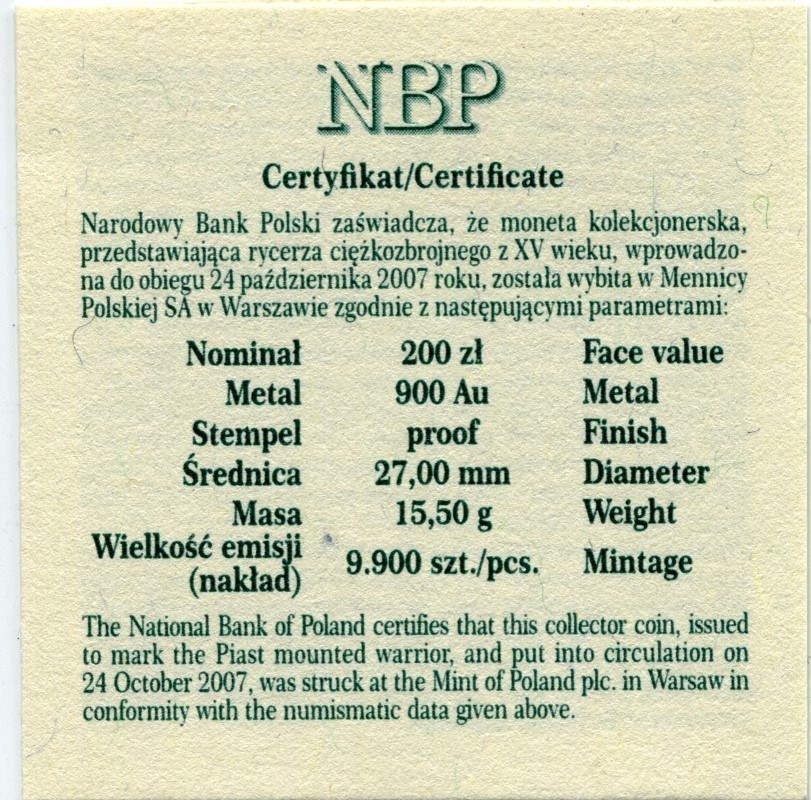 NBP
Certyfikat/Certificate
Narodowy Bank Polski zaświadcza, że moneta kolekcjonerska,
przedstawiająca rycerza ciężkozbrojnego z XV wieku, wprowadzo-
na do obiegu 24 października 2007 roku, została wybita w Mennicy
Polskiej SA w Warszawie zgodnie z następującymi parametrami:
Nominał 200 zł Face value
Metal 900 Au Metal
Stempel proof Finish
Średnica 27,00 mm Diameter
Masa 15,50 g Weight
Wielkość emisji
(nakład) 9.900 szt./pcs. Mintage
The National Bank of Poland certifies that this collector coin, issued
to mark the Piast mounted warrior, and put into circulation on
24 October 2007, was struck at the Mint of Poland plc. in Warsaw in
conformity with the numismatic data given above.